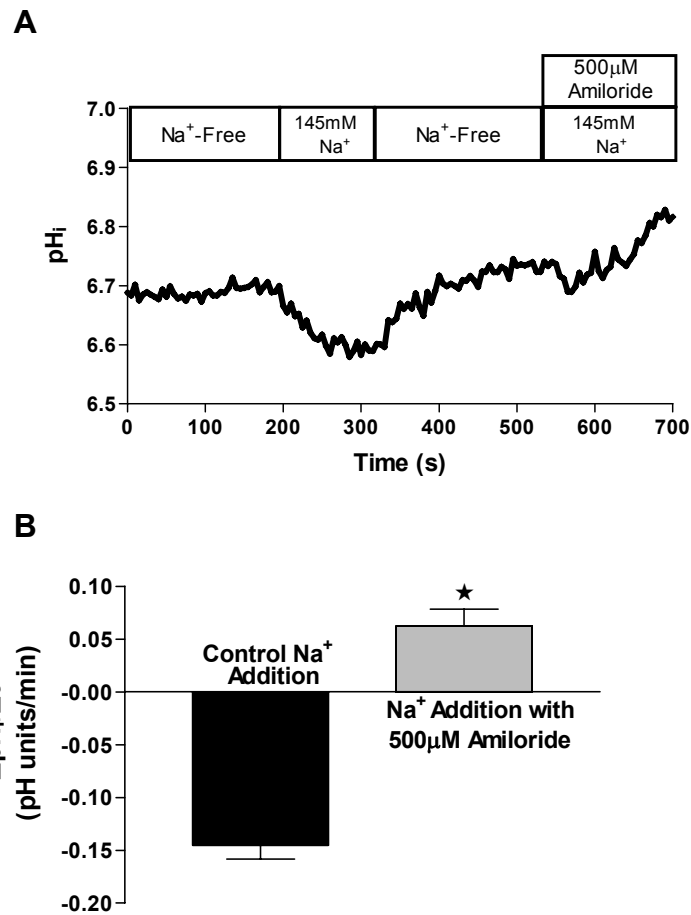 A
500μM
Amiloride
Na⁺-Free
145mM
Na⁺
Na⁺-Free
145mM
Na⁺
7.0
6.9
6.8
6.7
6.6
6.5
pHᵢ
0 100 200 300 400 500 600 700
Time (s)
B
0.10
0.05
-0.00
-0.05
-0.10
-0.15
-0.20
(pH units/min)
★
Control Na⁺
Addition
Na⁺ Addition with
500μM Amiloride